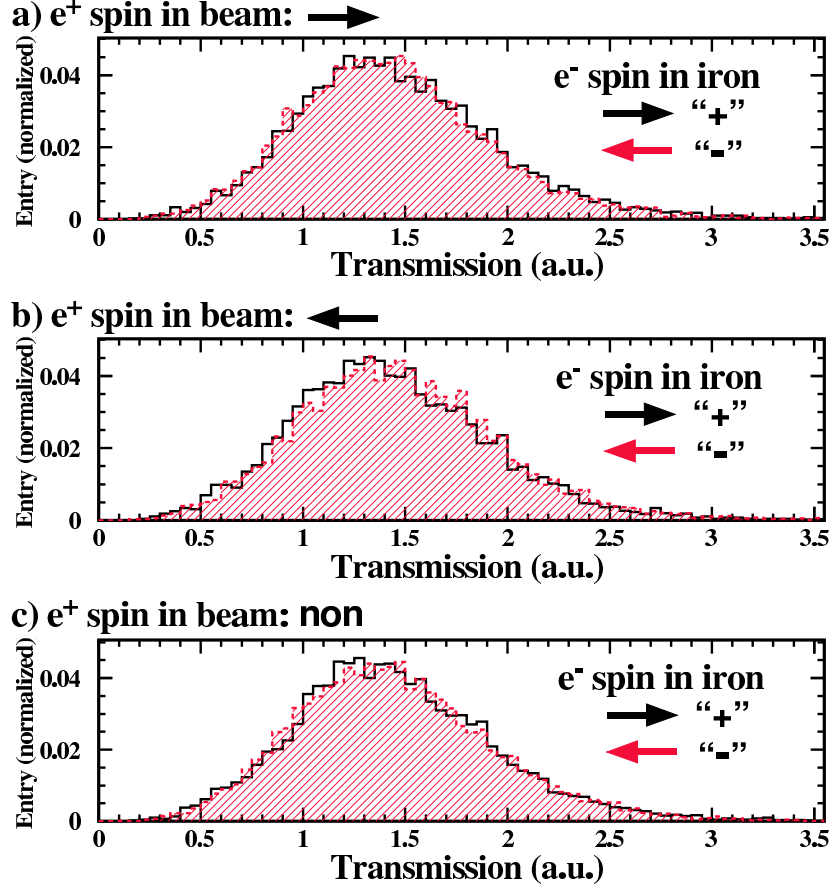 a) e+ spin in beam:
Entry (normalized)
0.04
0.02
0
e- spin in iron
“+”
“-”
0 0.5 1 1.5 2 2.5 3 3.5
Transmission (a.u.)
b) e+ spin in beam:
Entry (normalized)
0.04
0.02
0
e- spin in iron
“+”
“-”
0 0.5 1 1.5 2 2.5 3 3.5
Transmission (a.u.)
c) e+ spin in beam: non
Entry (normalized)
0.04
0.02
0
e- spin in iron
“+”
“-”
0 0.5 1 1.5 2 2.5 3 3.5
Transmission (a.u.)